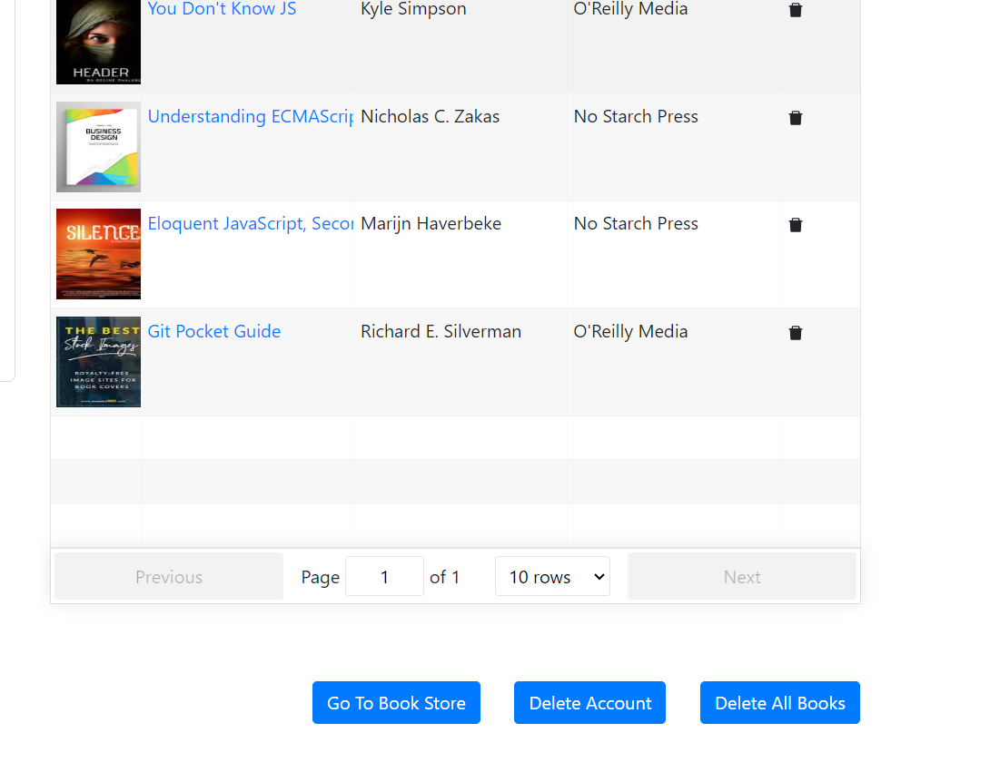 You Don't Know JS Kyle Simpson O'Reilly Media
HEADER
Understanding ECMAScrip Nicholas C. Zakas No Starch Press
BUSINESS
DESIGN
Eloquent JavaScript, Secon Marijn Haverbeke No Starch Press
SILENCE
Git Pocket Guide Richard E. Silverman O'Reilly Media
THE BEST
Stock Images
ROYALTY-FREE
IMAGE SITES FOR
BOOK COVERS
Previous Page 1 of 1 10 rows Next
Go To Book Store Delete Account Delete All Books